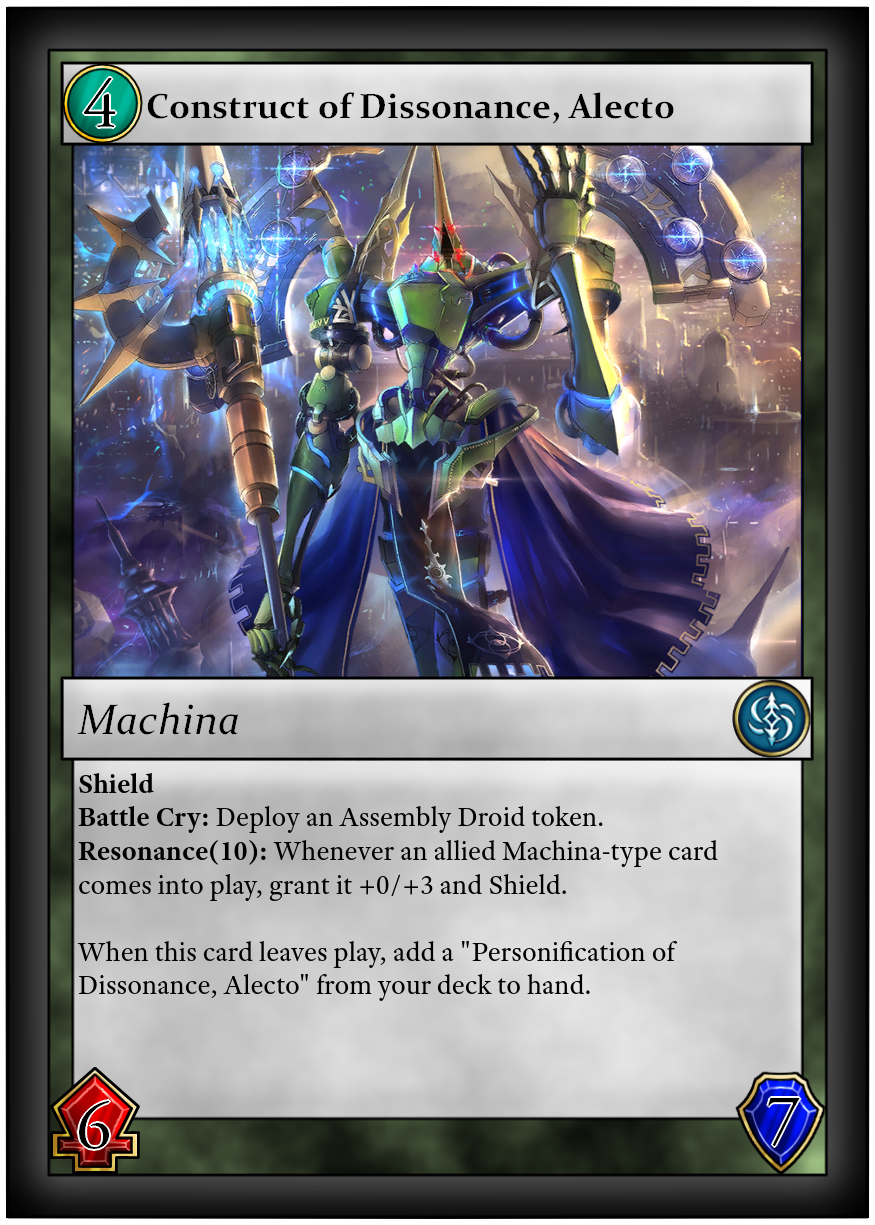 4
Construct of Dissonance, Alecto
Machina
Shield
Battle Cry: Deploy an Assembly Droid token.
Resonance(10): Whenever an allied Machina-type card
comes into play, grant it +0/+3 and Shield.
When this card leaves play, add a "Personification of
Dissonance, Alecto" from your deck to hand.
6
7